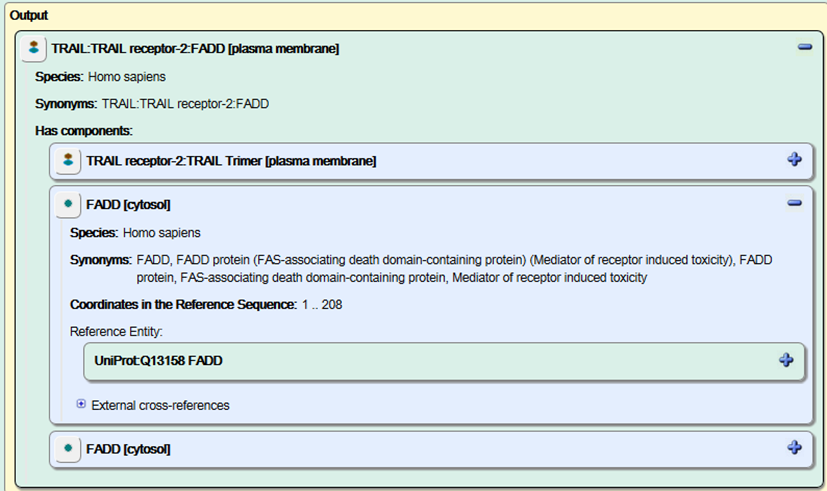 Output
TRAIL:TRAIL receptor-2:FADD [plasma membrane]
Species: Homo sapiens
Synonyms: TRAIL:TRAIL receptor-2:FADD
Has components:
TRAIL receptor-2:TRAIL Trimer [plasma membrane]
FADD [cytosol]
Species: Homo sapiens
Synonyms: FADD, FADD protein (FAS-associating death domain-containing protein) (Mediator of receptor induced toxicity), FADD
protein, FAS-associating death domain-containing protein, Mediator of receptor induced toxicity
Coordinates in the Reference Sequence: 1 .. 208
Reference Entity:
UniProt:Q13158 FADD
External cross-references
FADD [cytosol]